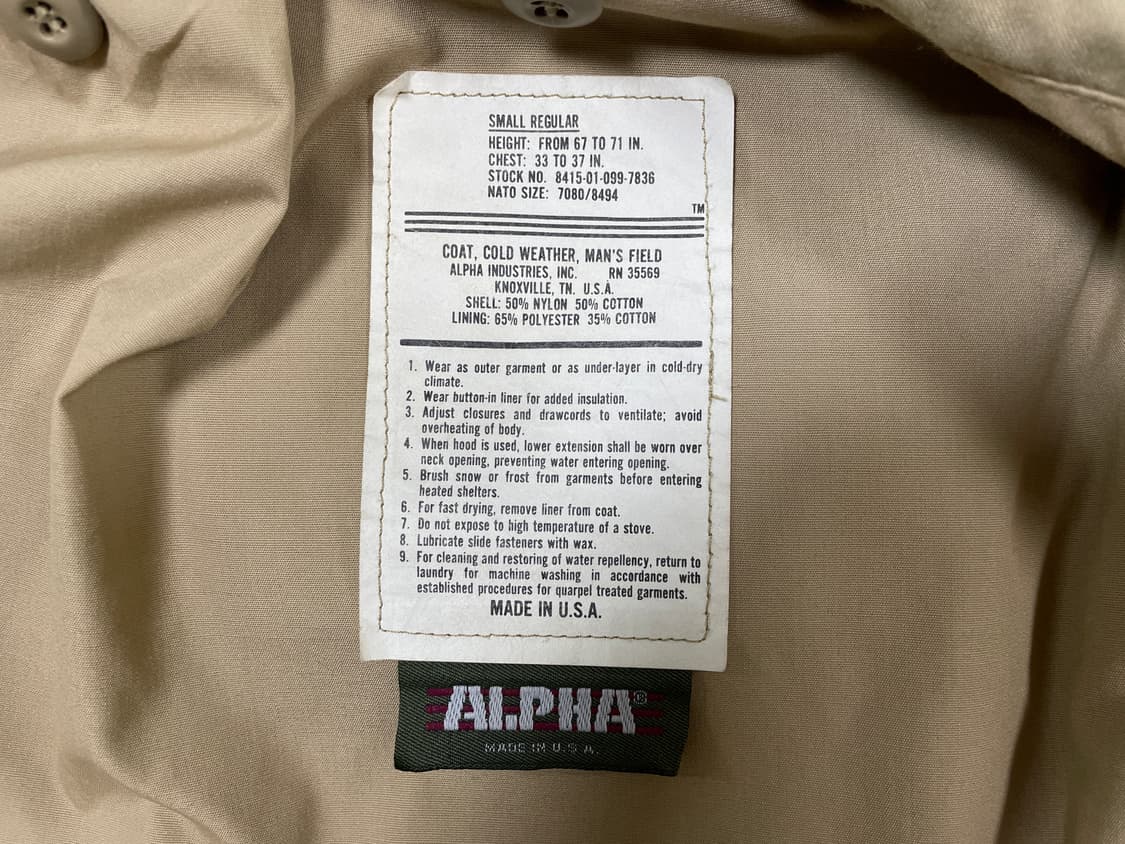 SMALL REGULAR
HEIGHT: FROM 67 TO 71 IN.
CHEST: 33 TO 37 IN.
STOCK NO. 8415-01-099-7836
NATO SIZE: 7080/8494
TM
COAT, COLD WEATHER, MAN'S FIELD
ALPHA INDUSTRIES, INC. RN 35569
KNOXVILLE, TN. U.S.A.
SHELL: 50% NYLON 50% COTTON
LINING: 65% POLYESTER 35% COTTON
1. Wear as outer garment or as under-layer in cold-dry
climate.
2. Wear button-in liner for added insulation.
3. Adjust closures and drawcords to ventilate; avoid
overheating of body.
4. When hood is used, lower extension shall be worn over
neck opening, preventing water entering opening.
5. Brush snow or frost from garments before entering
heated shelters.
6. For fast drying, remove liner from coat.
7. Do not expose to high temperature of a stove.
8. Lubricate slide fasteners with wax.
9. For cleaning and restoring of water repellency, return to
laundry for machine washing in accordance with
established procedures for quarpel treated garments.
MADE IN U.S.A.
ALPHA®
MADE IN U.S.A.